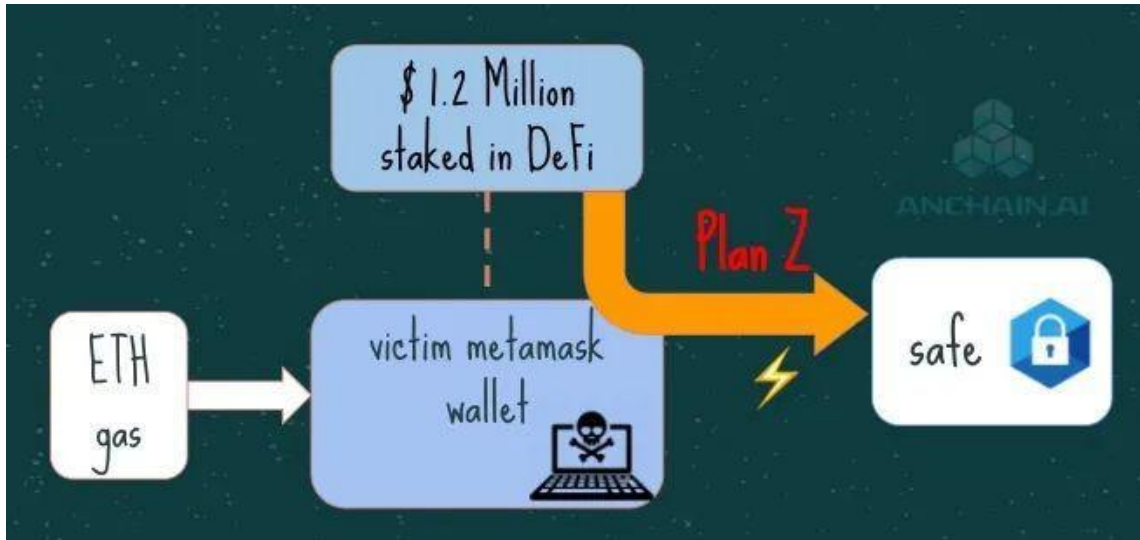 $ 1.2 Million
staked in DeFi
ANCHAIN.AI
Plan Z
ETH
gas
victim metamask
wallet
safe